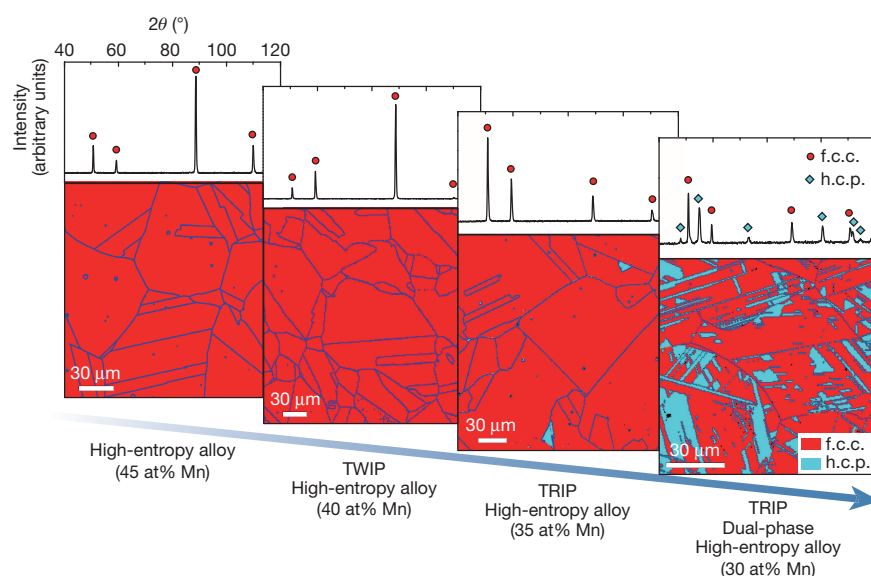 2θ (°)
40 60 80 100 120
Intensity
(arbitrary units)
f.c.c.
h.c.p.
30 μm
30 μm
30 μm
30 μm
f.c.c.
h.c.p.
High-entropy alloy
(45 at% Mn)
TWIP
High-entropy alloy
(40 at% Mn)
TRIP
High-entropy alloy
(35 at% Mn)
TRIP
Dual-phase
High-entropy alloy
(30 at% Mn)